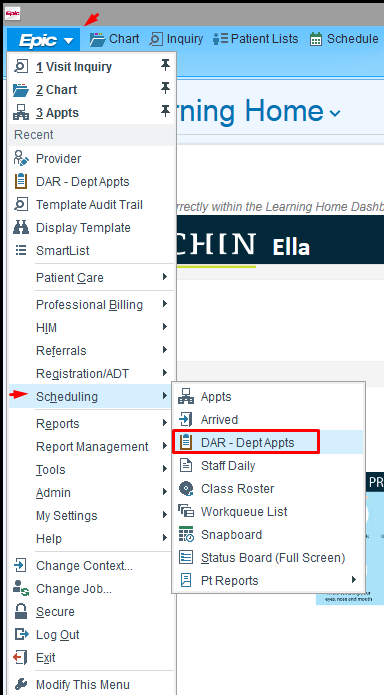 Epic
Epic Chart Inquiry Patient Lists Schedule
1 Visit Inquiry
2 Chart
3 Appts
rning Home
Recent
Provider
DAR - Dept Appts
Template Audit Trail
rrectly within the Learning Home Dashb
Display Template
CHIN Ella
SmartList
Patient Care
Professional Billing
HIM
Referrals
Registration/ADT
Scheduling
Appts
Arrived
DAR - Dept Appts
Staff Daily
Class Roster
Workqueue List
Snapboard
Status Board (Full Screen)
Pt Reports
Reports
Report Management
Tools
Admin
My Settings
Help
PR
eyes, nose and mouth
Change Context...
Change Job...
Secure
Log Out
Exit
Modify This Menu